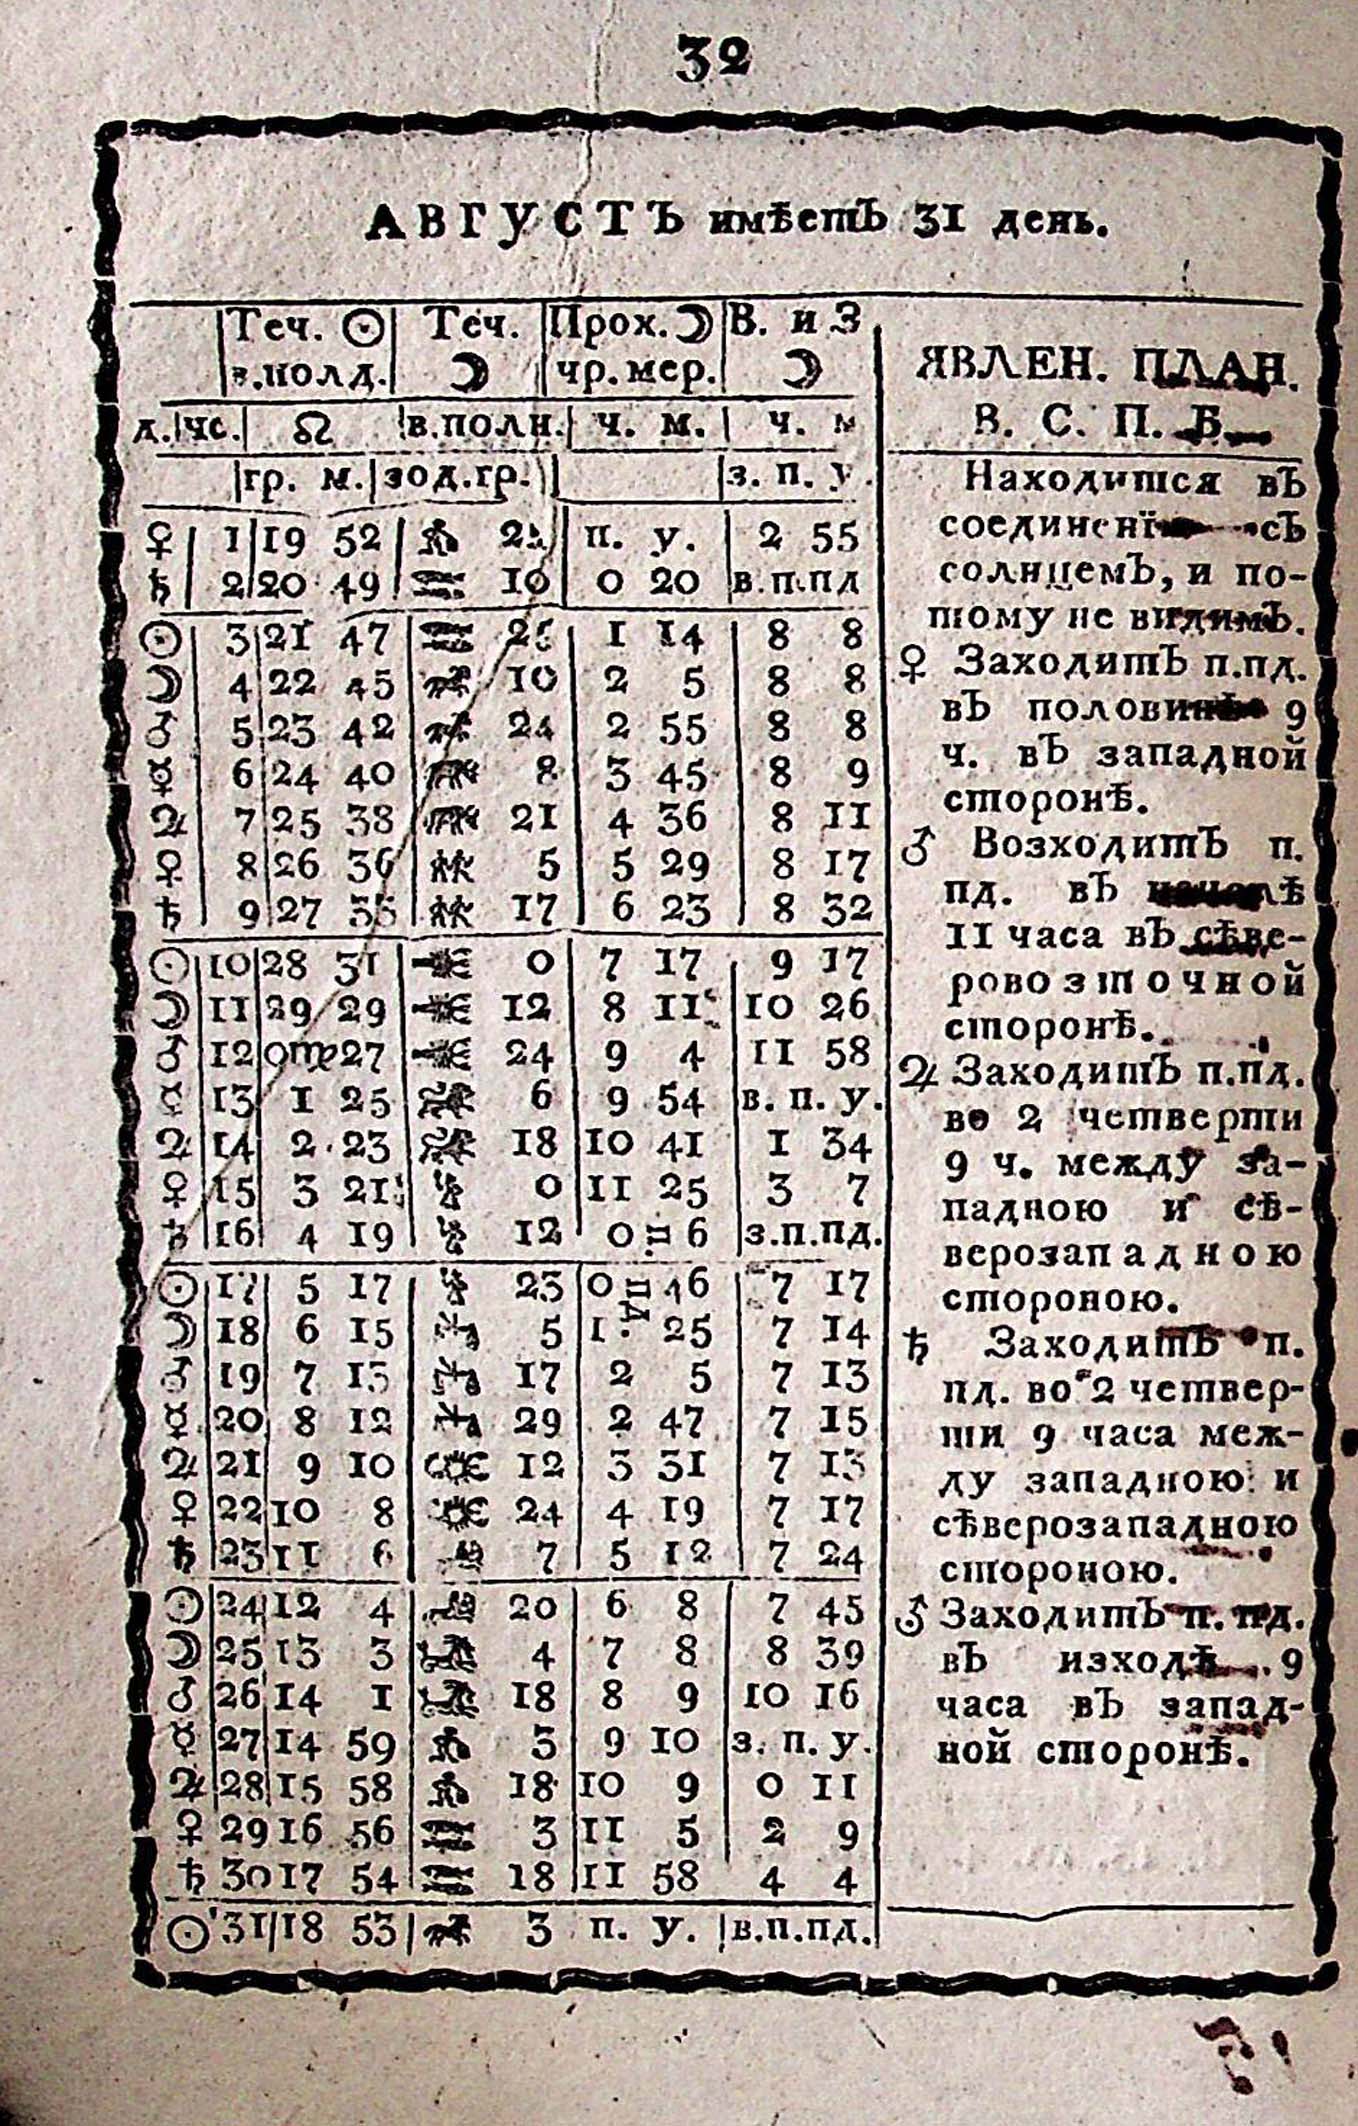 32
АВГУСТЪ имѣетъ 31 день.
Теч. ☉ Теч. Прох. ☽ В. и З
в.полд. ☽ чр. мер. ☽
д. чс. ♌ в.полн. ч. м. ч. м
гр. м. зод. гр. з. п. у.
♀ 1 19 52 ♒ п. у. 2 55
♄ 2 20 49 ♓ 10 0 20 в.п.пд
☉ 3 21 47 ♓ 1 14 8 8
☽ 4 22 45 ♈ 10 2 5 8 8
♂ 5 23 42 ♈ 24 2 55 8 8
☿ 6 24 40 ♉ 8 3 45 8 9
♃ 7 25 38 ♉ 21 4 36 8 11
♀ 8 26 36 ♊ 5 5 29 8 17
♄ 9 27 33 ♊ 17 6 23 8 32
☉ 10 28 31 ♋ 0 7 17 9 17
☽ 11 29 29 ♋ 12 8 11 10 26
♂ 12 0♍27 ♋ 24 9 4 11 58
☿ 13 1 25 ♌ 6 9 54 в. п. у.
♃ 14 2 23 ♌ 18 10 41 1 34
♀ 15 3 21 ♍ 0 11 25 3 7
♄ 16 4 19 ♍ 12 0 п 6 з.п.пд.
☉ 17 5 17 ♍ 23 0 пд. 46 7 17
☽ 18 6 15 ♎ 5 1 25 7 14
♂ 19 7 13 ♎ 17 2 5 7 13
☿ 20 8 12 ♎ 29 2 47 7 15
♃ 21 9 10 ♏ 12 3 31 7 13
♀ 22 10 8 ♏ 24 4 19 7 17
♄ 23 11 6 ♐ 7 5 12 7 24
☉ 24 12 4 ♐ 20 6 8 7 45
☽ 25 13 3 ♑ 4 7 8 8 39
♂ 26 14 1 ♑ 18 8 9 10 16
☿ 27 14 59 ♒ 3 9 10 з. п. у.
♃ 28 15 58 ♒ 18 10 9 0 11
♀ 29 16 56 ♓ 3 11 5 2 9
♄ 30 17 54 ♓ 18 11 58 4 4
☉ 31 18 53 ♈ 3 п. у. в.п.пд.
ЯВЛЕН. ПЛАН.
В. С. П. Б.
Находится въ
соединенї съ
солнцемъ, и по-
тому не видимъ.
♀ Заходитъ п.пд.
въ половинѣ 9
ч. въ западной
сторонѣ.
♂ Возходитъ п.
пд. въ началѣ
11 часа въ сѣве-
розосточной
сторонѣ.
♃ Заходитъ п.пд.
во 2 четверти
9 ч. между за-
падною и сѣ-
верозападною
стороною.
♄ Заходитъ п.
пд. во 2 четвер-
ти 9 часа меж-
ду западною и
сѣверозападною
стороною.
⛢ Заходитъ п. пд.
въ изходѣ 9
часа въ запад-
ной сторонѣ.